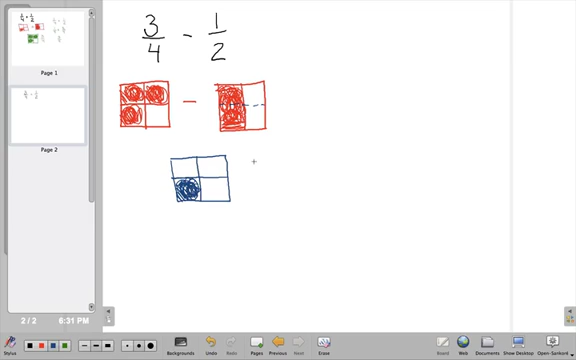 3/4 - 1/2
-
Page 1
Page 2
2 / 2 6:31 PM
Stylus
Backgrounds
Undo
Pages
Previous
Next
Erase
Board
Web
Documents
Show Desktop
Open-Sankoré